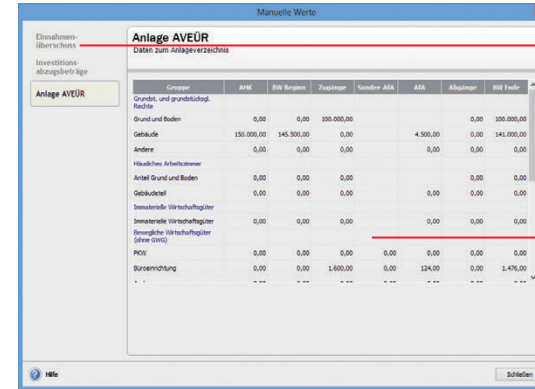 Manuelle Werte
Einnahmen-
überschuss
Investitions-
abzugsbeträge
Anlage AVEÜR
Anlage AVEÜR
Daten zum Anlageverzeichnis
Gruppe AHK BW Beginn Zugänge Sonder-AfA AfA Abgänge BW Ende
Grundst. und grundstücksgl.
Rechte
Grund und Boden 0,00 0,00 100.000,00 0,00 100.000,00
Gebäude 150.000,00 145.500,00 0,00 4.500,00 0,00 141.000,00
Andere 0,00 0,00 0,00 0,00 0,00 0,00
Häusliches Arbeitszimmer
Anteil Grund und Boden 0,00 0,00 0,00 0,00 0,00
Gebäudeteil 0,00 0,00 0,00 0,00 0,00 0,00
Immaterielle Wirtschaftsgüter
Immaterielle Wirtschaftsgüter 0,00 0,00 0,00 0,00 0,00 0,00
Bewegliche Wirtschaftsgüter
(ohne GWG)
PKW 0,00 0,00 0,00 0,00 0,00 0,00 0,00
Büroeinrichtung 0,00 0,00 1.600,00 0,00 124,00 0,00 1.476,00
Hilfe
Schließen